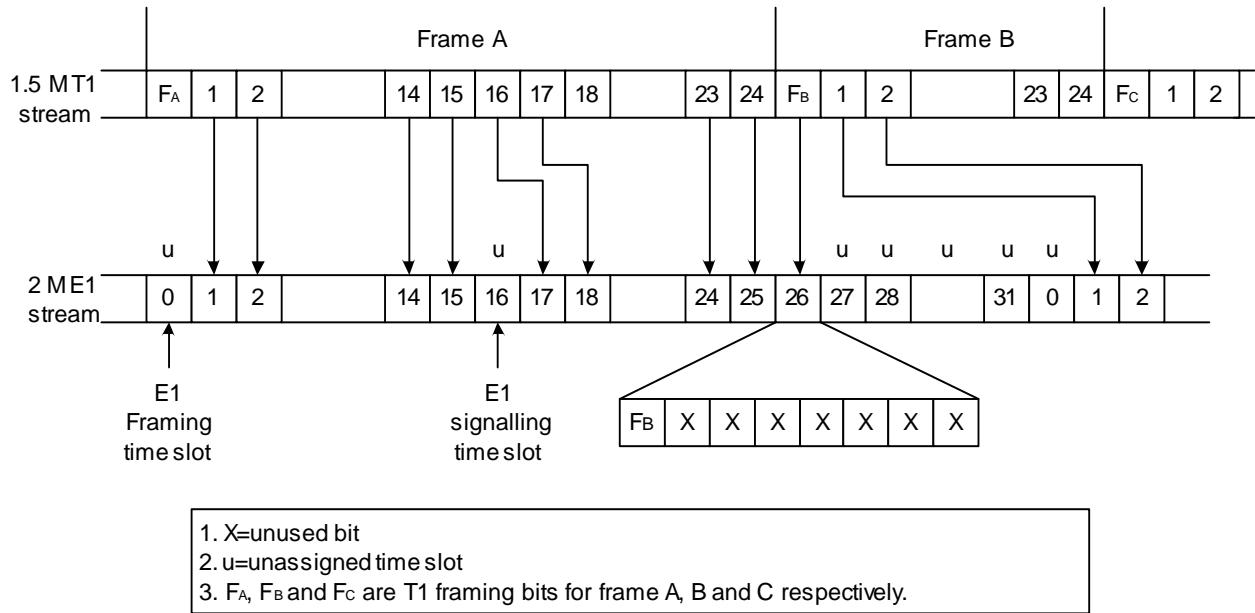 Frame A Frame B
1.5 M T1 stream
FA 1 2 14 15 16 17 18 23 24 FB 1 2 23 24 FC 1 2
u u u u u u u
2 M E1 stream
0 1 2 14 15 16 17 18 24 25 26 27 28 31 0 1 2
E1 Framing time slot
E1 signalling time slot
FB X X X X X X X
1. X=unused bit
2. u=unassigned time slot
3. FA, FB and FC are T1 framing bits for frame A, B and C respectively.